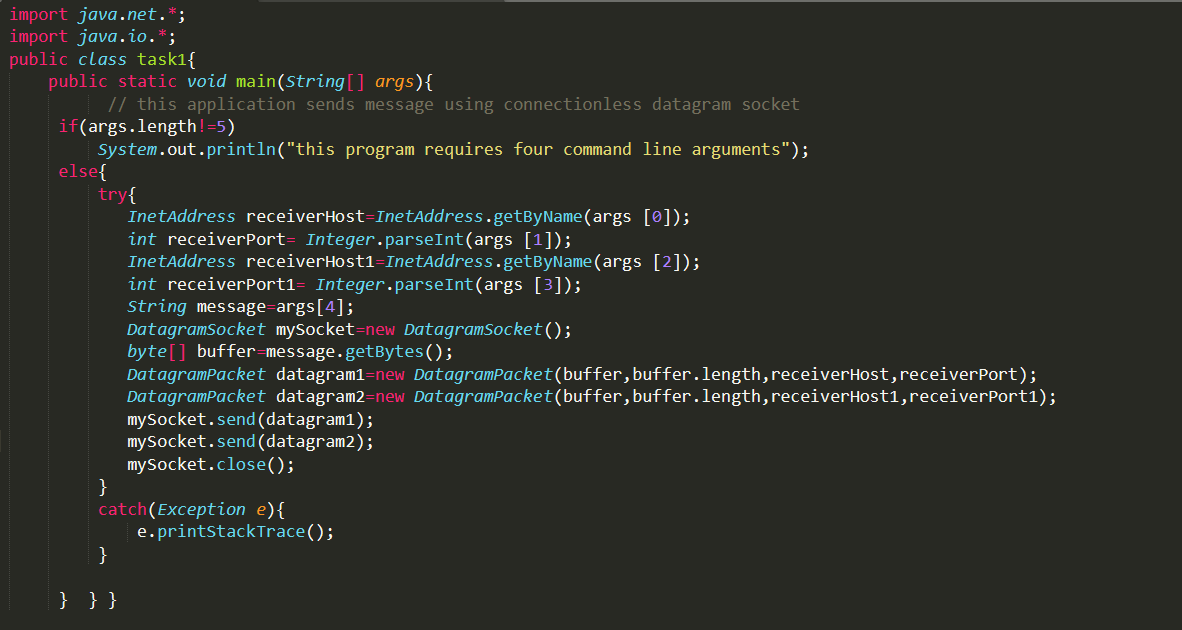 import java.net.*;
import java.io.*;
public class task1{
    public static void main(String[] args){
          // this application sends message using connectionless datagram socket
     if(args.length!=5)
         System.out.println("this program requires four command line arguments");
     else{
         try{
            InetAddress receiverHost=InetAddress.getByName(args [0]);
            int receiverPort= Integer.parseInt(args [1]);
            InetAddress receiverHost1=InetAddress.getByName(args [2]);
            int receiverPort1= Integer.parseInt(args [3]);
            String message=args[4];
            DatagramSocket mySocket=new DatagramSocket();
            byte[] buffer=message.getBytes();
            DatagramPacket datagram1=new DatagramPacket(buffer,buffer.length,receiverHost,receiverPort);
            DatagramPacket datagram2=new DatagramPacket(buffer,buffer.length,receiverHost1,receiverPort1);
            mySocket.send(datagram1);
            mySocket.send(datagram2);
            mySocket.close();
         }
         catch(Exception e){
             e.printStackTrace();
         }
     }  } }